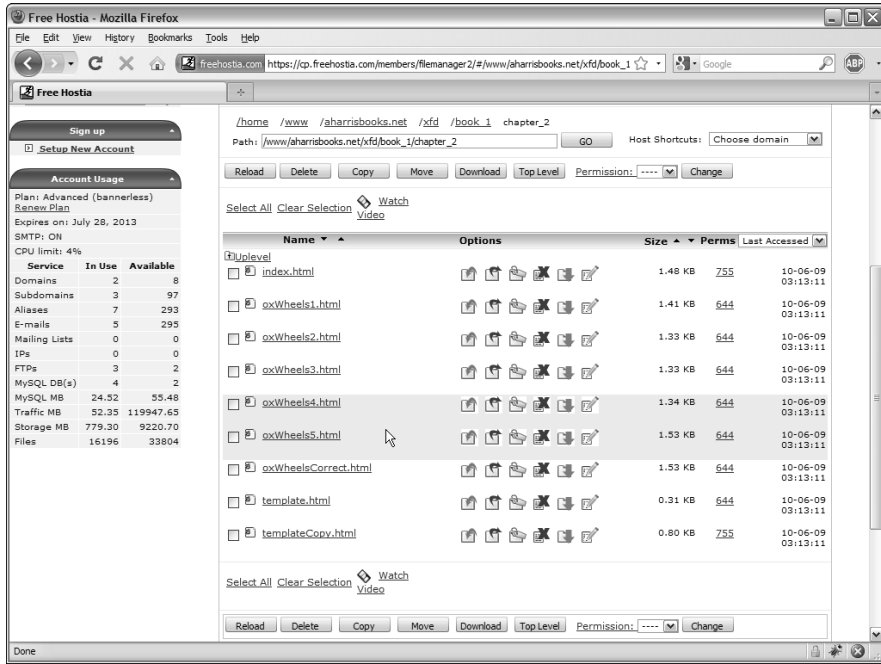 Free Hostia - Mozilla Firefox
File Edit View History Bookmarks Tools Help
freehostia.com https://cp.freehostia.com/members/filemanager2/#/www/aharrisbooks.net/xfd/book_1 Google ABP
Free Hostia
Sign up
Setup New Account
Account Usage
Plan: Advanced (bannerless)
Renew Plan
Expires on: July 28, 2013
SMTP: ON
CPU limit: 4%
Service In Use Available
Domains 2 8
Subdomains 3 97
Aliases 7 293
E-mails 5 295
Mailing Lists 0 0
IPs 0 0
FTPs 3 2
MySQL DB(s) 4 2
MySQL MB 24.52 55.48
Traffic MB 52.35 119947.65
Storage MB 779.30 9220.70
Files 16196 33804
/home /www /aharrisbooks.net /xfd /book_1 chapter_2
Path: /www/aharrisbooks.net/xfd/book_1/chapter_2 GO Host Shortcuts: Choose domain
Reload Delete Copy Move Download Top Level Permission: ---- Change
Select All Clear Selection Watch
Video
Name Options Size Perms Last Accessed
Uplevel
index.html 1.48 KB 755 10-06-09
03:13:11
oxWheels1.html 1.41 KB 644 10-06-09
03:13:11
oxWheels2.html 1.33 KB 644 10-06-09
03:13:11
oxWheels3.html 1.33 KB 644 10-06-09
03:13:11
oxWheels4.html 1.34 KB 644 10-06-09
03:13:11
oxWheels5.html 1.53 KB 644 10-06-09
03:13:11
oxWheelsCorrect.html 1.53 KB 644 10-06-09
03:13:11
template.html 0.31 KB 644 10-06-09
03:13:11
templateCopy.html 0.80 KB 755 10-06-09
03:13:11
Select All Clear Selection Watch
Video
Reload Delete Copy Move Download Top Level Permission: ---- Change
Done